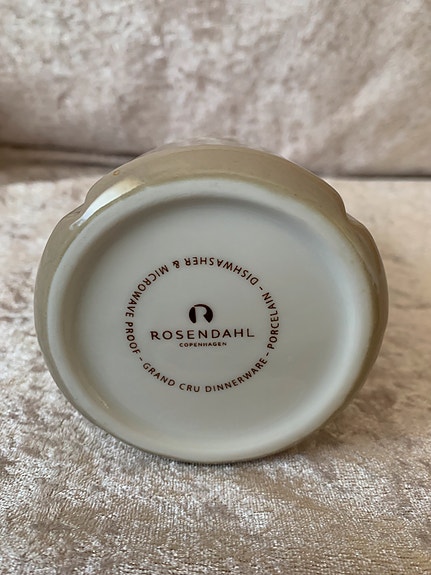 ROSENDAHL
COPENHAGEN
GRAND CRU DINNERWARE - PORCELAIN - DISHWASHER & MICROWAVE PROOF -